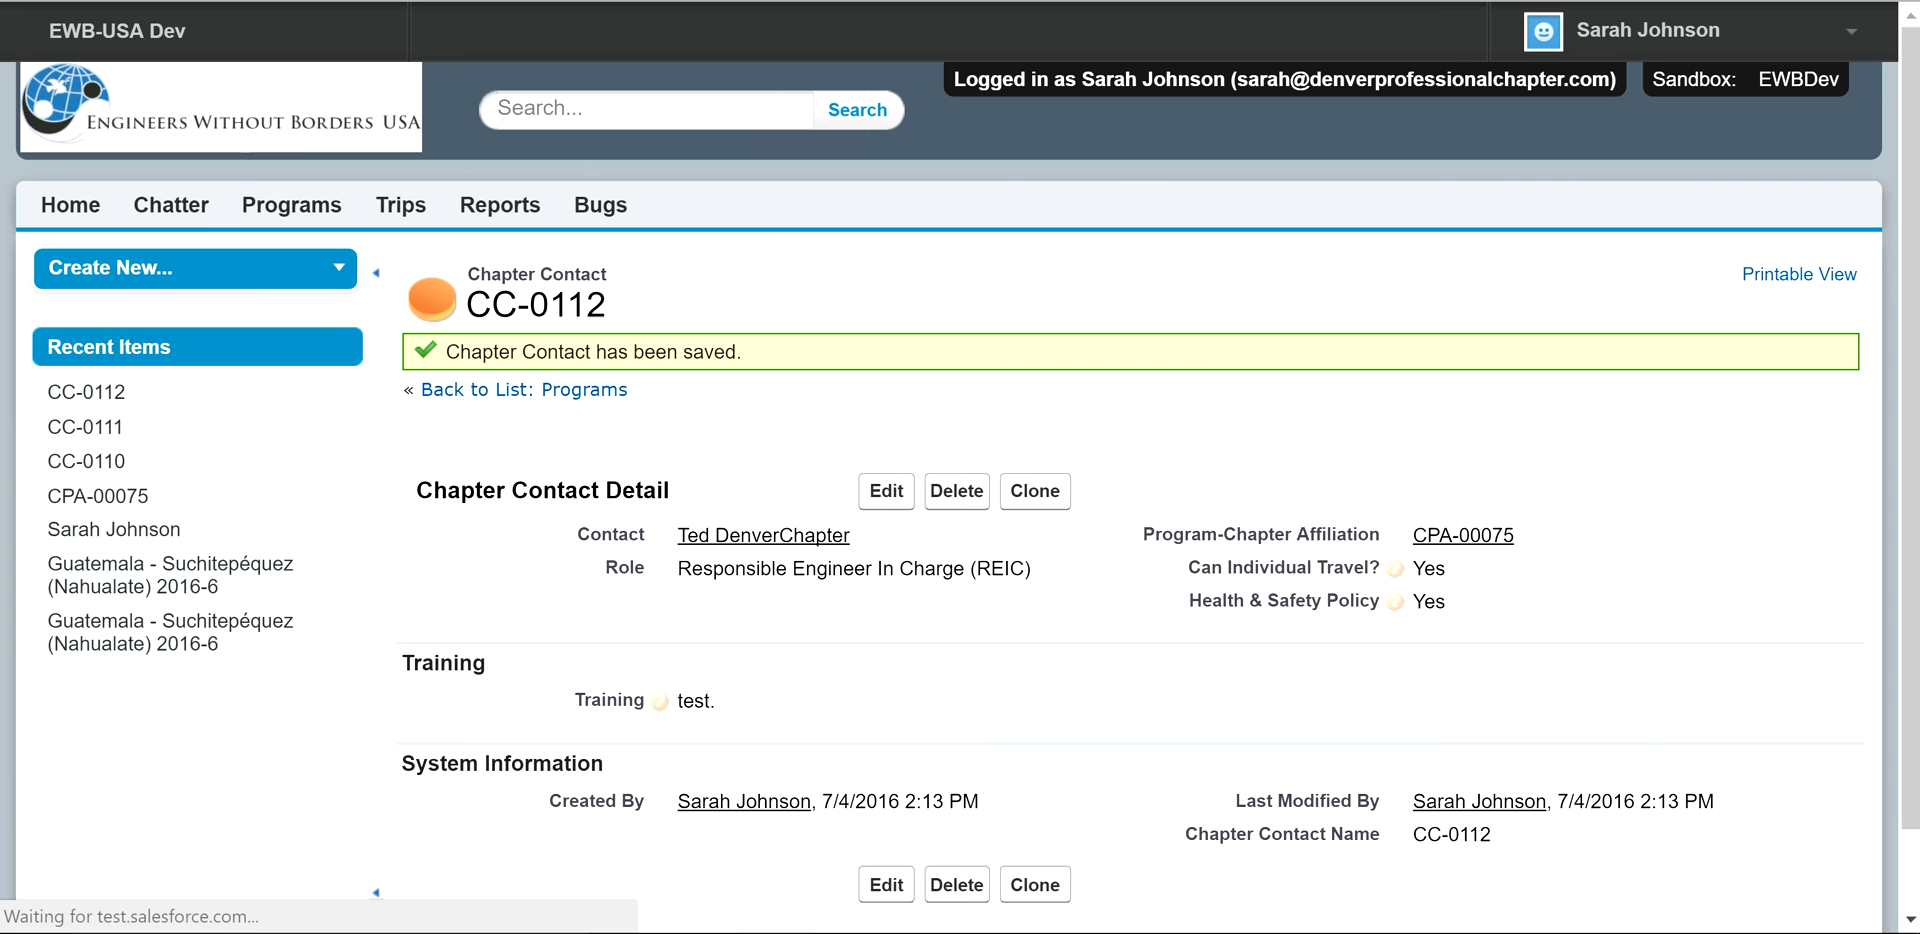 EWB-USA Dev
Sarah Johnson
Logged in as Sarah Johnson (sarah@denverprofessionalchapter.com)
Sandbox: EWBDev
ENGINEERS WITHOUT BORDERS USA
Search...
Search
Home Chatter Programs Trips Reports Bugs
Create New...
Recent Items
CC-0112
CC-0111
CC-0110
CPA-00075
Sarah Johnson
Guatemala - Suchitepéquez
(Nahualate) 2016-6
Guatemala - Suchitepéquez
(Nahualate) 2016-6
Chapter Contact
CC-0112
Printable View
Chapter Contact has been saved.
« Back to List: Programs
Chapter Contact Detail
Edit Delete Clone
Contact Ted DenverChapter
Program-Chapter Affiliation CPA-00075
Role Responsible Engineer In Charge (REIC)
Can Individual Travel? Yes
Health & Safety Policy Yes
Training
Training test.
System Information
Created By Sarah Johnson, 7/4/2016 2:13 PM
Last Modified By Sarah Johnson, 7/4/2016 2:13 PM
Chapter Contact Name CC-0112
Edit Delete Clone
Waiting for test.salesforce.com...